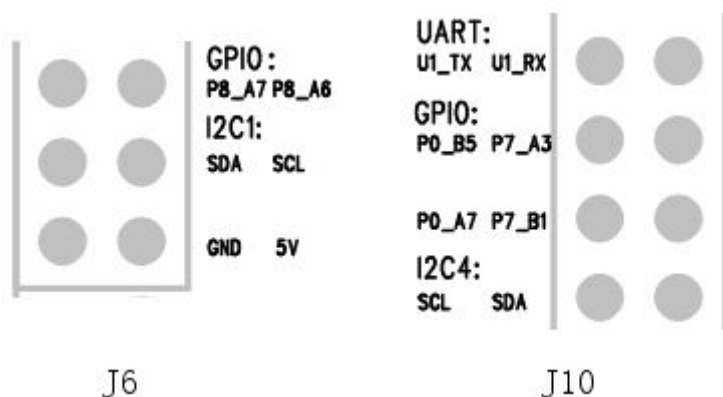 GPIO:
P8_A7 P8_A6
I2C1:
SDA SCL
GND 5V
J6
UART:
U1_TX U1_RX
GPIO:
P0_B5 P7_A3
P0_A7 P7_B1
I2C4:
SCL SDA
J10